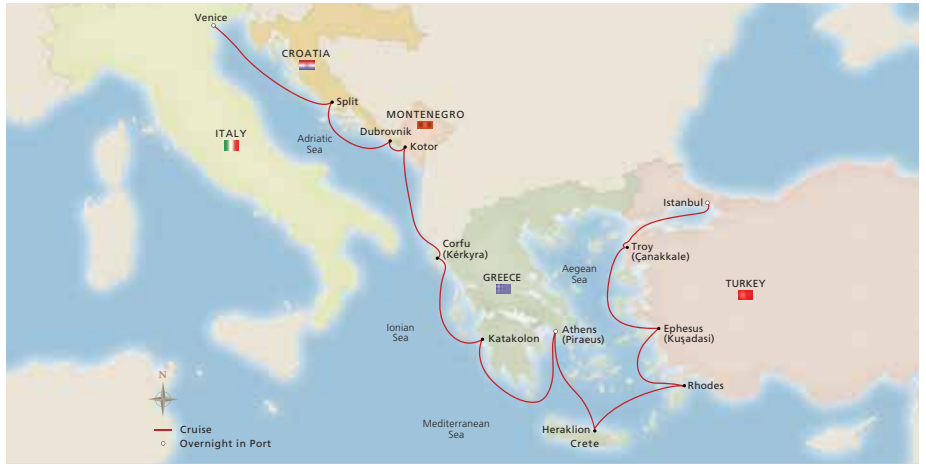 Venice
CROATIA
Split
MONTENEGRO
Dubrovnik
Kotor
ITALY
Adriatic
Sea
Istanbul
Corfu
(Kérkyra)
Troy
(Çanakkale)
Aegean
Sea
GREECE
TURKEY
Ionian
Sea
Katakolon
Athens
(Piraeus)
Ephesus
(Kuşadasi)
Rhodes
N
Mediterranean
Sea
Heraklion
Crete
Cruise
Overnight in Port